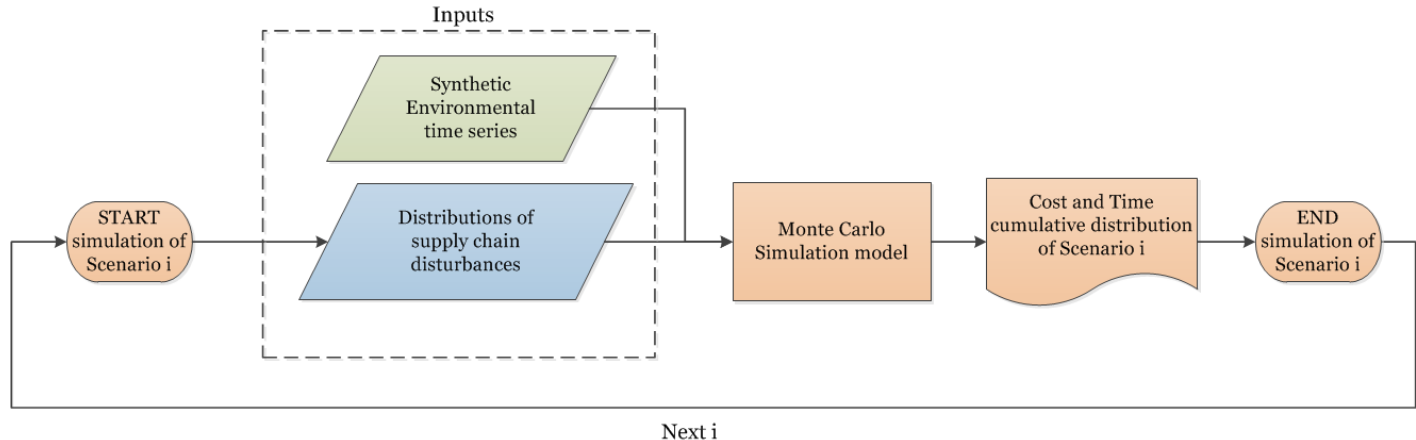 Inputs
Synthetic
Environmental
time series
START
simulation of
Scenario i
Distributions of
supply chain
disturbances
Monte Carlo
Simulation model
Cost and Time
cumulative distribution
of Scenario i
END
simulation of
Scenario i
Next i